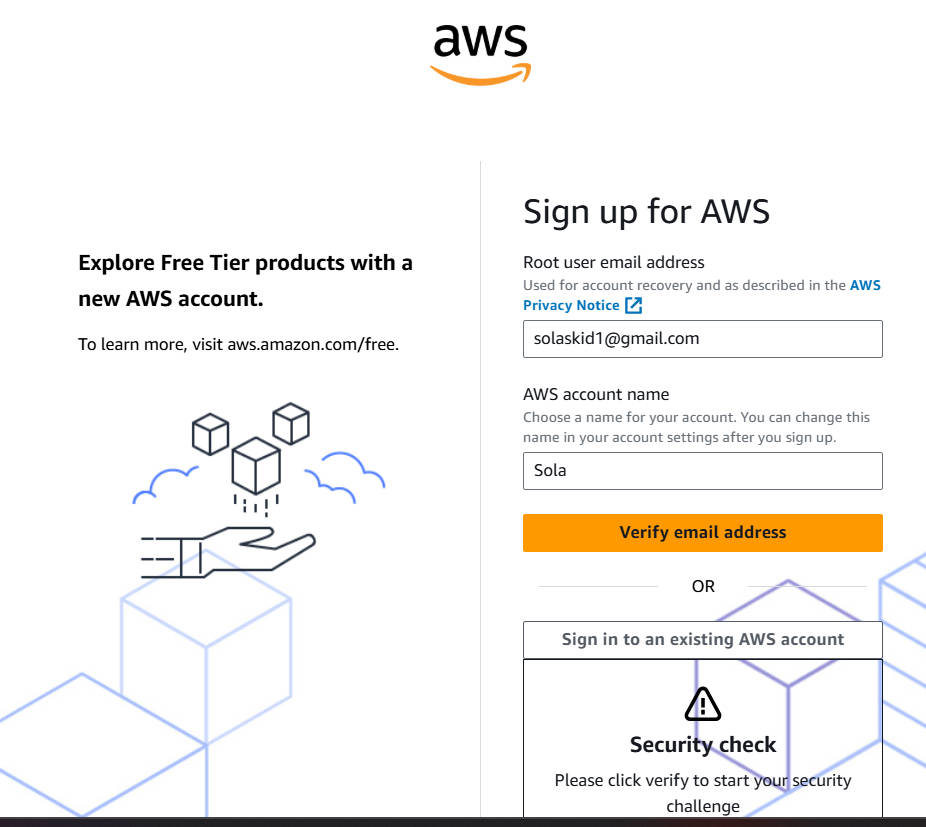 aws
Explore Free Tier products with a
new AWS account.
To learn more, visit aws.amazon.com/free.
Sign up for AWS
Root user email address
Used for account recovery and as described in the AWS
Privacy Notice
solaskid1@gmail.com
AWS account name
Choose a name for your account. You can change this
name in your account settings after you sign up.
Sola
Verify email address
OR
Sign in to an existing AWS account
Security check
Please click verify to start your security
challenge